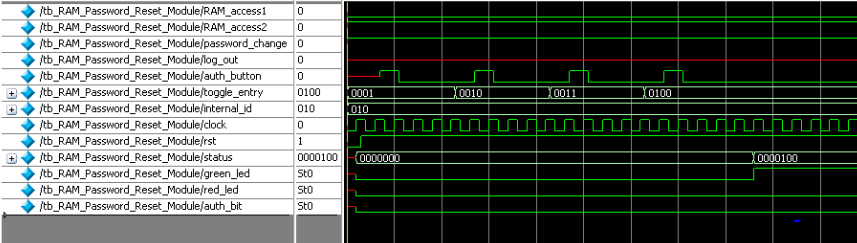 /tb_RAM_Password_Reset_Module/RAM_access1 0
/tb_RAM_Password_Reset_Module/RAM_access2 0
/tb_RAM_Password_Reset_Module/password_change 0
/tb_RAM_Password_Reset_Module/log_out 0
/tb_RAM_Password_Reset_Module/auth_button 0
/tb_RAM_Password_Reset_Module/toggle_entry 0100 0001 0010 0011 0100
/tb_RAM_Password_Reset_Module/internal_id 010 010
/tb_RAM_Password_Reset_Module/clock 0
/tb_RAM_Password_Reset_Module/rst 1
/tb_RAM_Password_Reset_Module/status 0000100 0000000 0000100
/tb_RAM_Password_Reset_Module/green_led St0
/tb_RAM_Password_Reset_Module/red_led St0
/tb_RAM_Password_Reset_Module/auth_bit St0